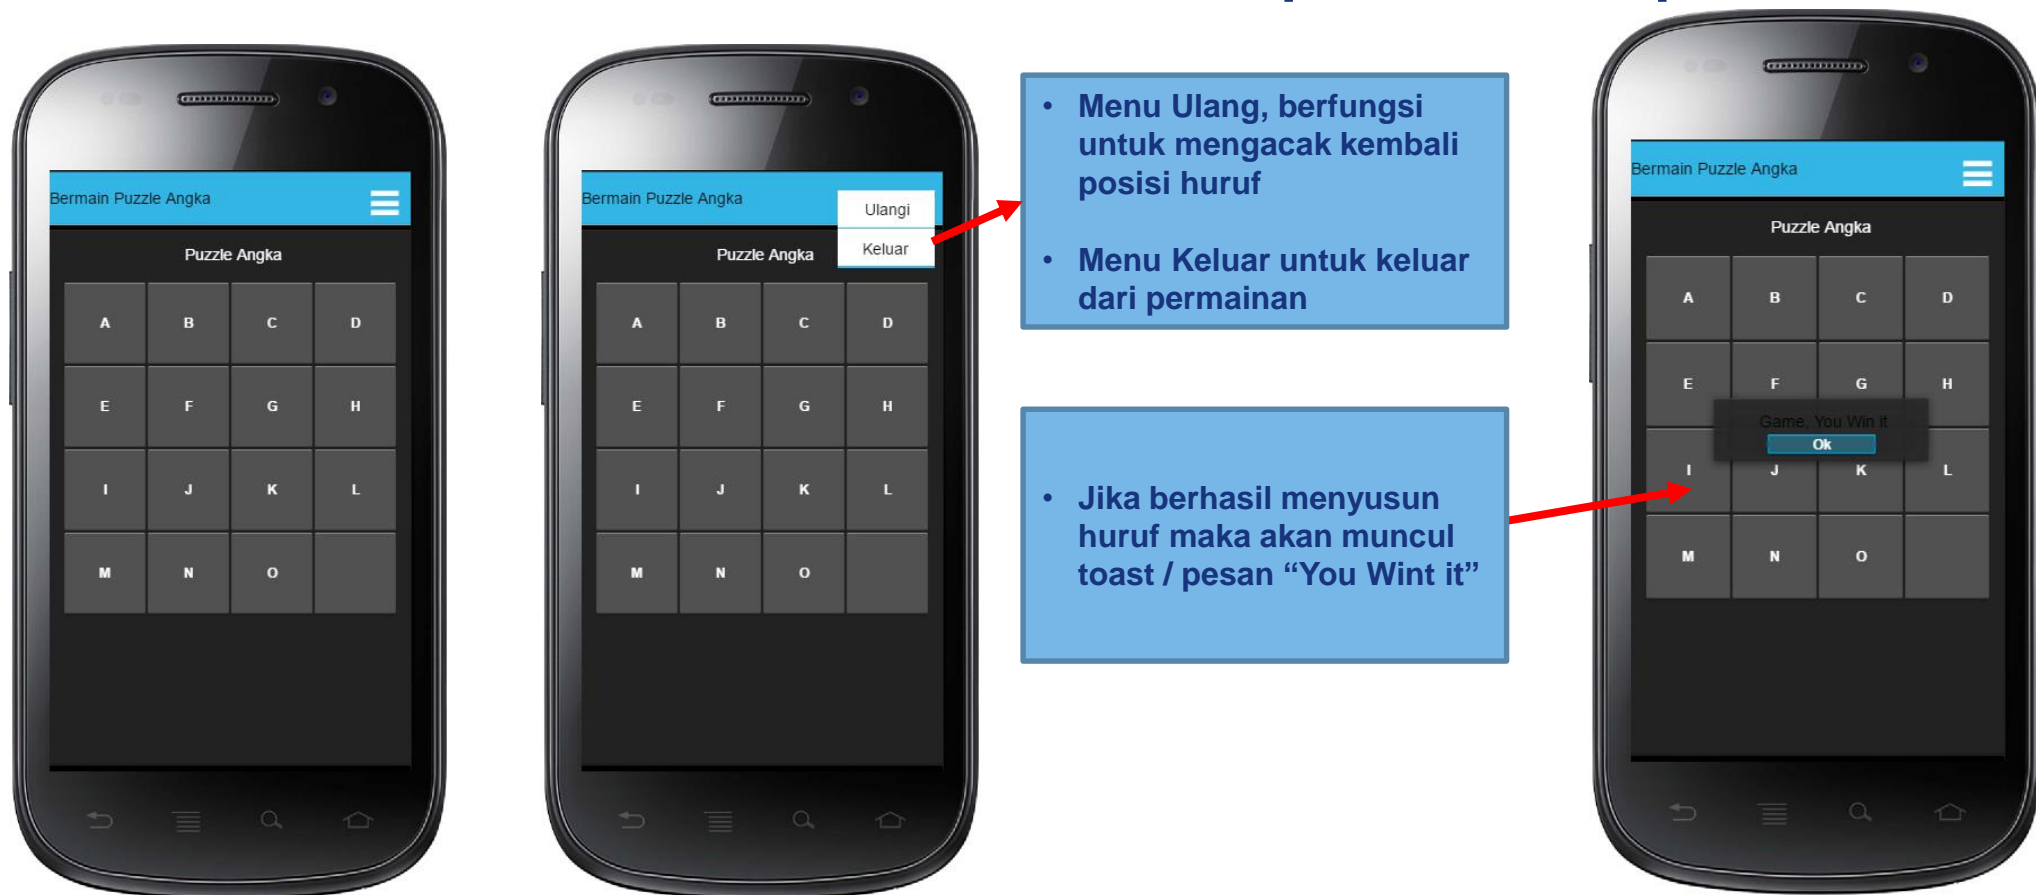 Bermain Puzzle Angka
Puzzle Angka
A B C D
E F G H
I J K L
M N O
Bermain Puzzle Angka
Ulangi
Keluar
Puzzle Angka
A B C D
E F G H
I J K L
M N O
• Menu Ulang, berfungsi
untuk mengacak kembali
posisi huruf
• Menu Keluar untuk keluar
dari permainan
• Jika berhasil menyusun
huruf maka akan muncul
toast / pesan “You Wint it”
Bermain Puzzle Angka
Puzzle Angka
A B C D
E F G H
Game, You Win it
Ok
I J K L
M N O